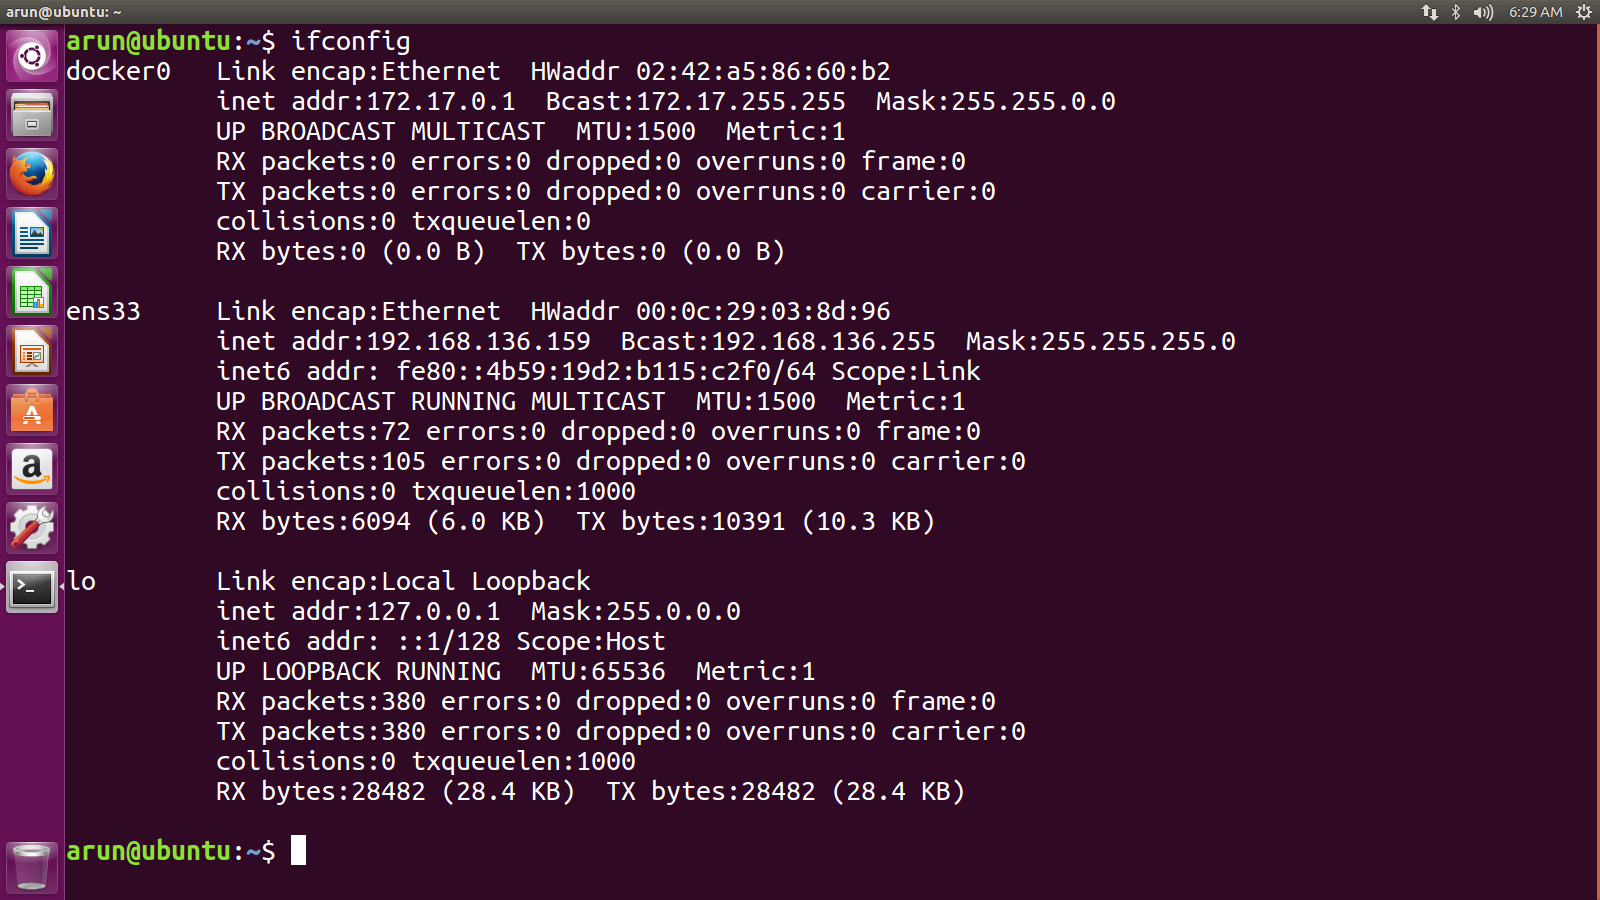 arun@ubuntu: ~
6:29 AM
arun@ubuntu:~$ ifconfig
docker0   Link encap:Ethernet  HWaddr 02:42:a5:86:60:b2
          inet addr:172.17.0.1  Bcast:172.17.255.255  Mask:255.255.0.0
          UP BROADCAST MULTICAST  MTU:1500  Metric:1
          RX packets:0 errors:0 dropped:0 overruns:0 frame:0
          TX packets:0 errors:0 dropped:0 overruns:0 carrier:0
          collisions:0 txqueuelen:0
          RX bytes:0 (0.0 B)  TX bytes:0 (0.0 B)
ens33     Link encap:Ethernet  HWaddr 00:0c:29:03:8d:96
          inet addr:192.168.136.159  Bcast:192.168.136.255  Mask:255.255.255.0
          inet6 addr: fe80::4b59:19d2:b115:c2f0/64 Scope:Link
          UP BROADCAST RUNNING MULTICAST  MTU:1500  Metric:1
          RX packets:72 errors:0 dropped:0 overruns:0 frame:0
          TX packets:105 errors:0 dropped:0 overruns:0 carrier:0
          collisions:0 txqueuelen:1000
          RX bytes:6094 (6.0 KB)  TX bytes:10391 (10.3 KB)
lo        Link encap:Local Loopback
          inet addr:127.0.0.1  Mask:255.0.0.0
          inet6 addr: ::1/128 Scope:Host
          UP LOOPBACK RUNNING  MTU:65536  Metric:1
          RX packets:380 errors:0 dropped:0 overruns:0 frame:0
          TX packets:380 errors:0 dropped:0 overruns:0 carrier:0
          collisions:0 txqueuelen:1000
          RX bytes:28482 (28.4 KB)  TX bytes:28482 (28.4 KB)
arun@ubuntu:~$